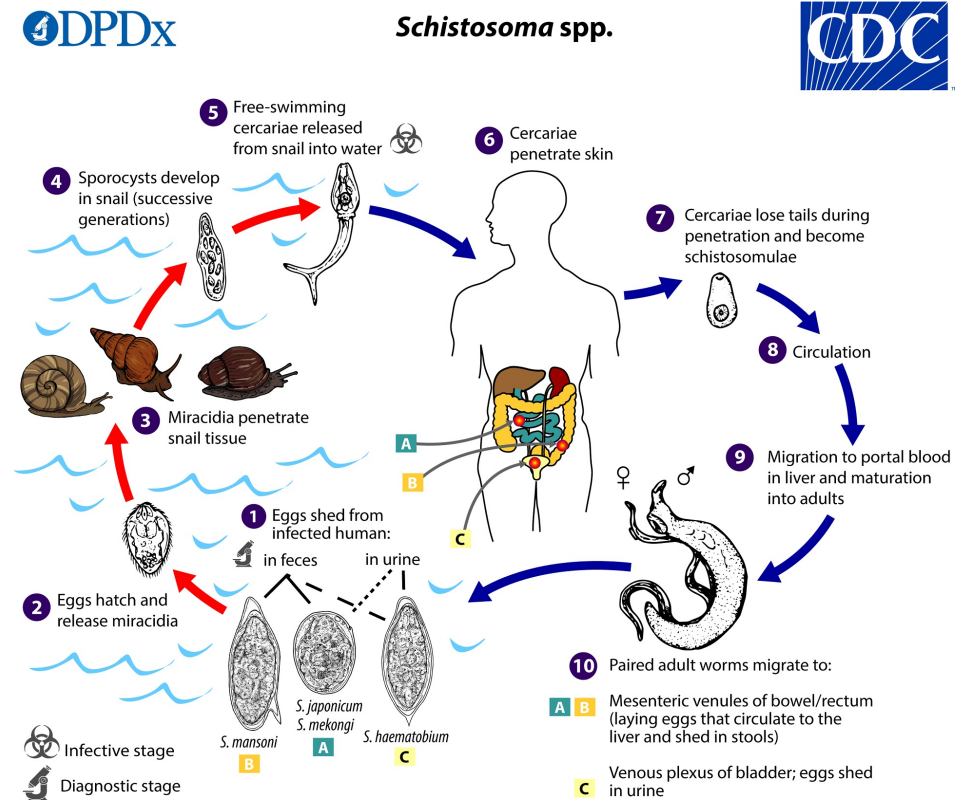 DPDx
Schistosoma spp.
CDC
TM
5 Free-swimming
cercariae released
from snail into water
6 Cercariae
penetrate skin
4 Sporocysts develop
in snail (successive
generations)
7 Cercariae lose tails during
penetration and become
schistosomulae
8 Circulation
3 Miracidia penetrate
snail tissue
A
B
C
9 Migration to portal blood
in liver and maturation
into adults
♀ ♂
1 Eggs shed from
infected human:
in feces
in urine
2 Eggs hatch and
release miracidia
S. mansoni
B
S. japonicum
S. mekongi
A
S. haematobium
C
10 Paired adult worms migrate to:
A B Mesenteric venules of bowel/rectum
(laying eggs that circulate to the
liver and shed in stools)
C Venous plexus of bladder; eggs shed
in urine
Infective stage
Diagnostic stage